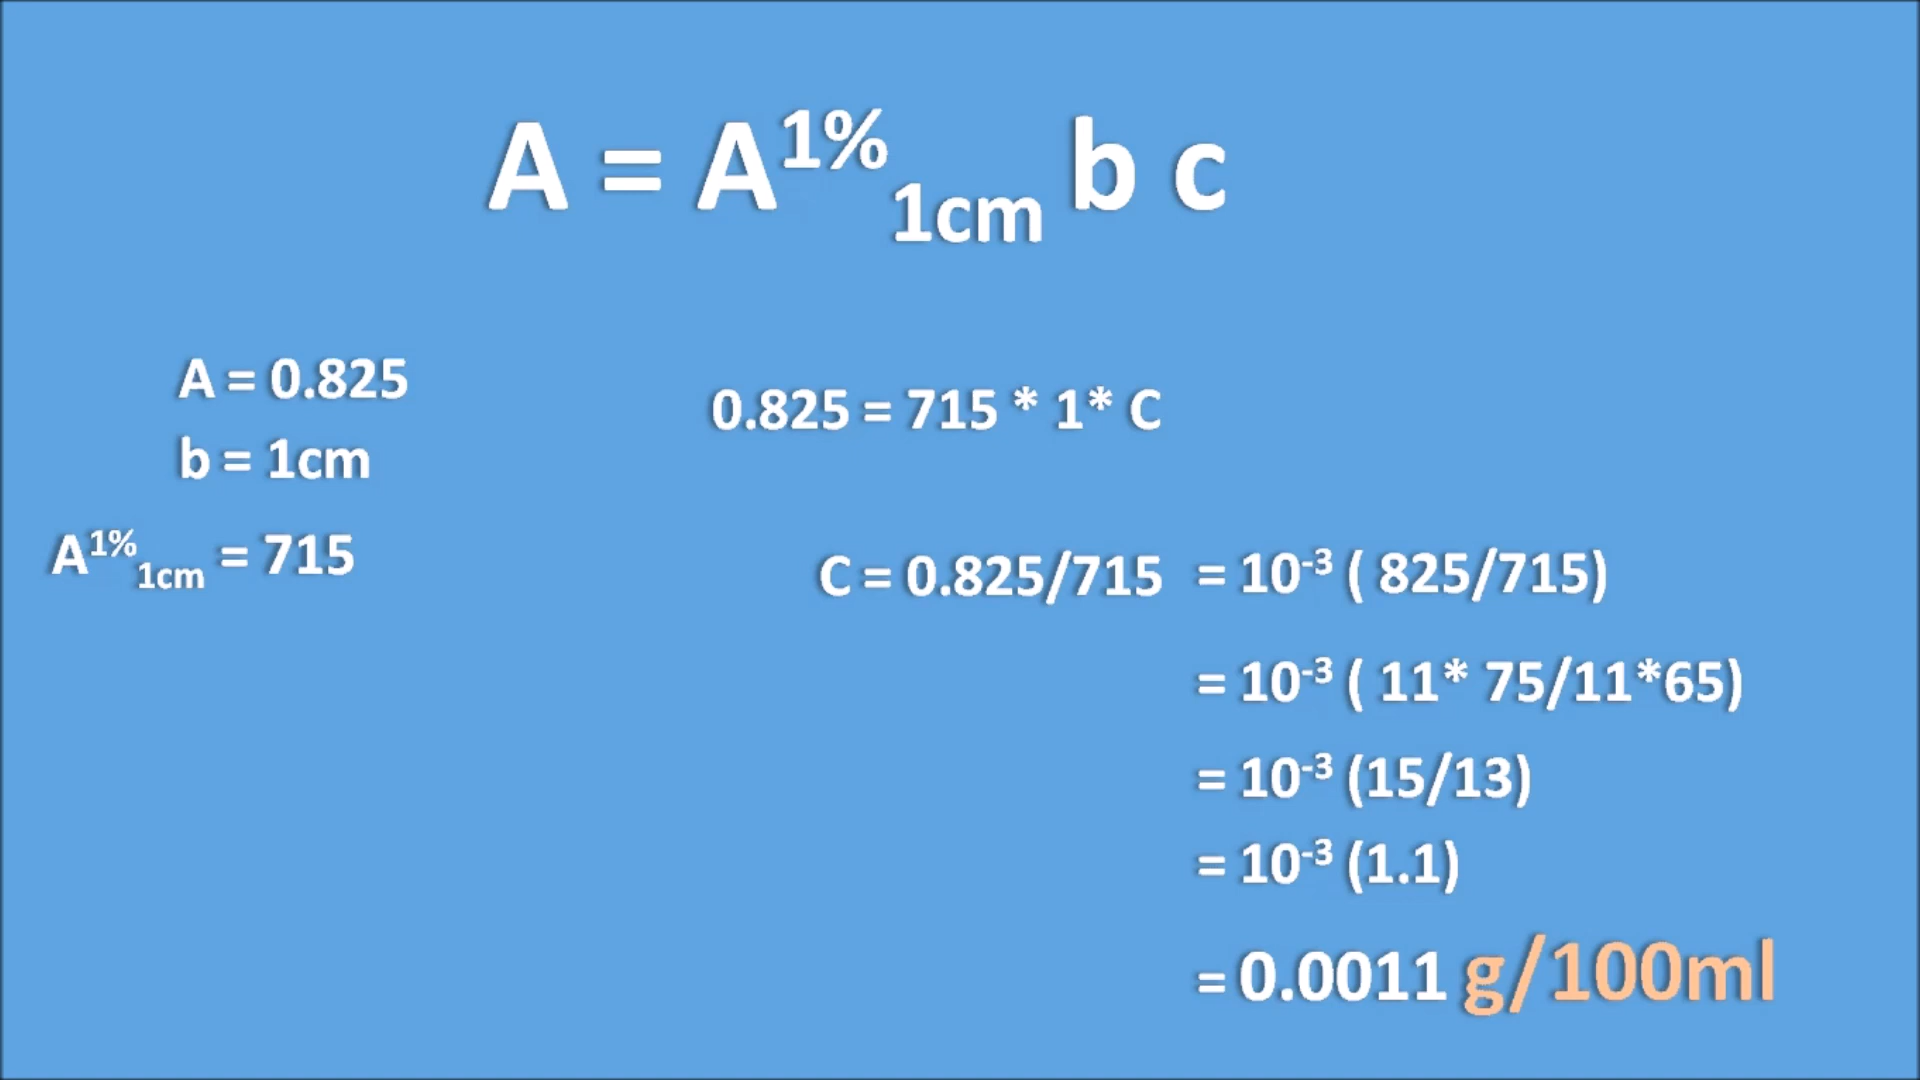 A = A¹%₁cm b c
A = 0.825
b = 1cm
A¹%₁cm = 715
0.825 = 715 * 1* C
C = 0.825/715 = 10⁻³ ( 825/715)
= 10⁻³ ( 11* 75/11*65)
= 10⁻³ (15/13)
= 10⁻³ (1.1)
= 0.0011 g/100ml